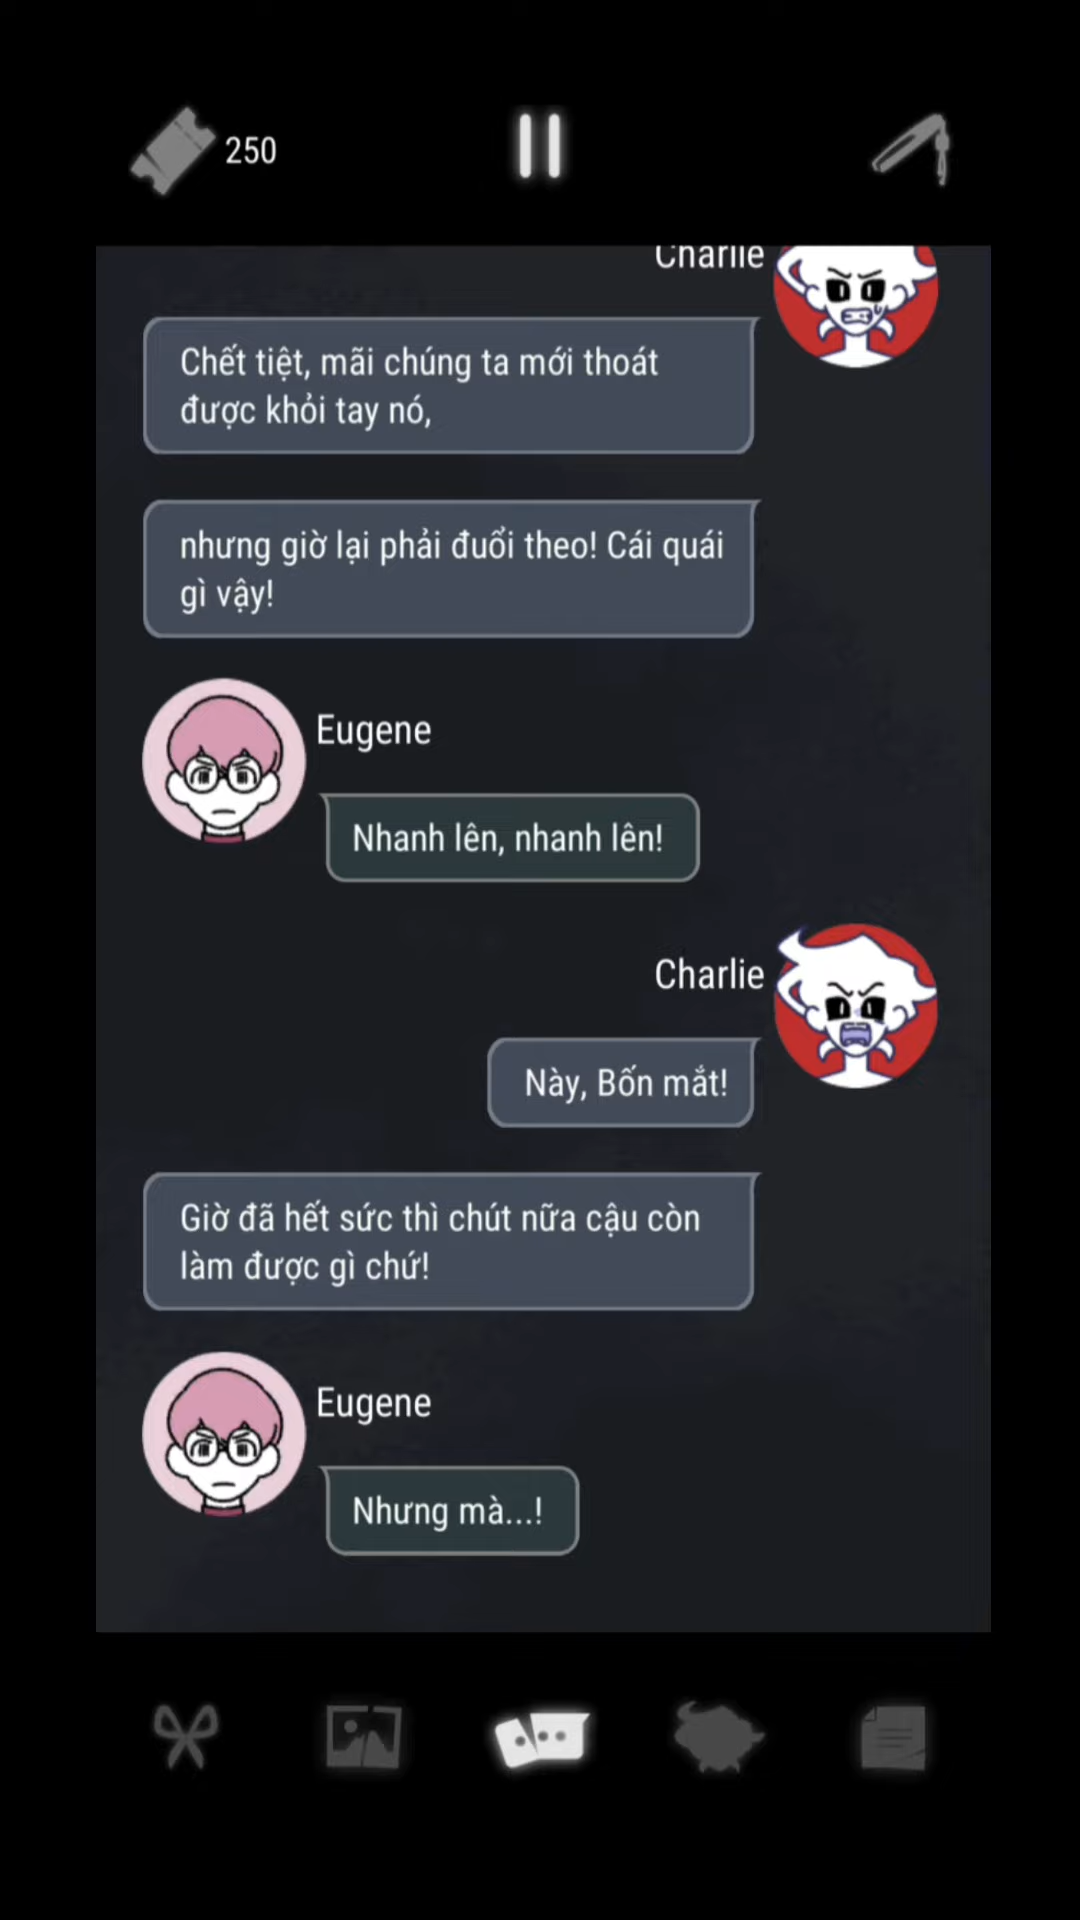 250
Charlie
Chết tiệt, mãi chúng ta mới thoát
được khỏi tay nó,
nhưng giờ lại phải đuổi theo! Cái quái
gì vậy!
Eugene
Nhanh lên, nhanh lên!
Charlie
Này, Bốn mắt!
Giờ đã hết sức thì chút nữa cậu còn
làm được gì chứ!
Eugene
Nhưng mà...!